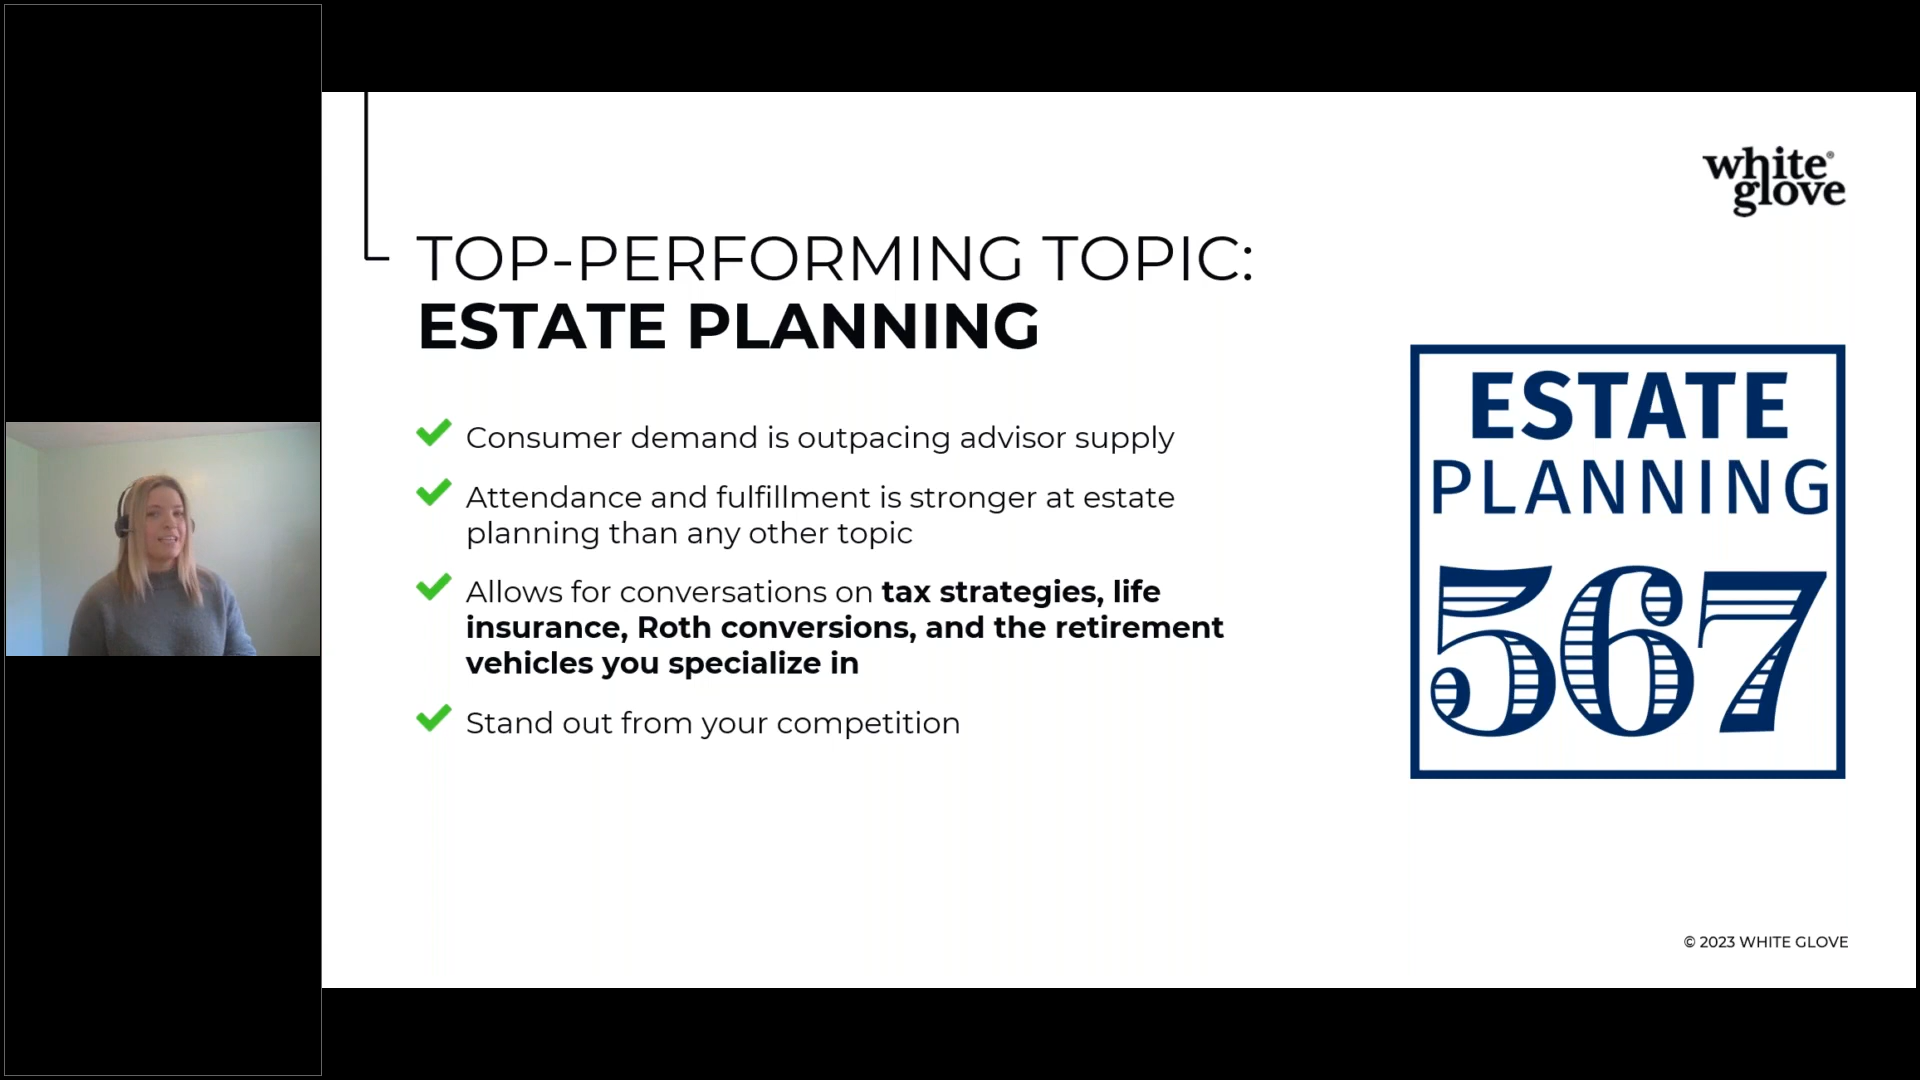 white®
glove
TOP-PERFORMING TOPIC:
ESTATE PLANNING
Consumer demand is outpacing advisor supply
Attendance and fulfillment is stronger at estate
planning than any other topic
Allows for conversations on tax strategies, life
insurance, Roth conversions, and the retirement
vehicles you specialize in
Stand out from your competition
ESTATE
PLANNING
567
© 2023 WHITE GLOVE